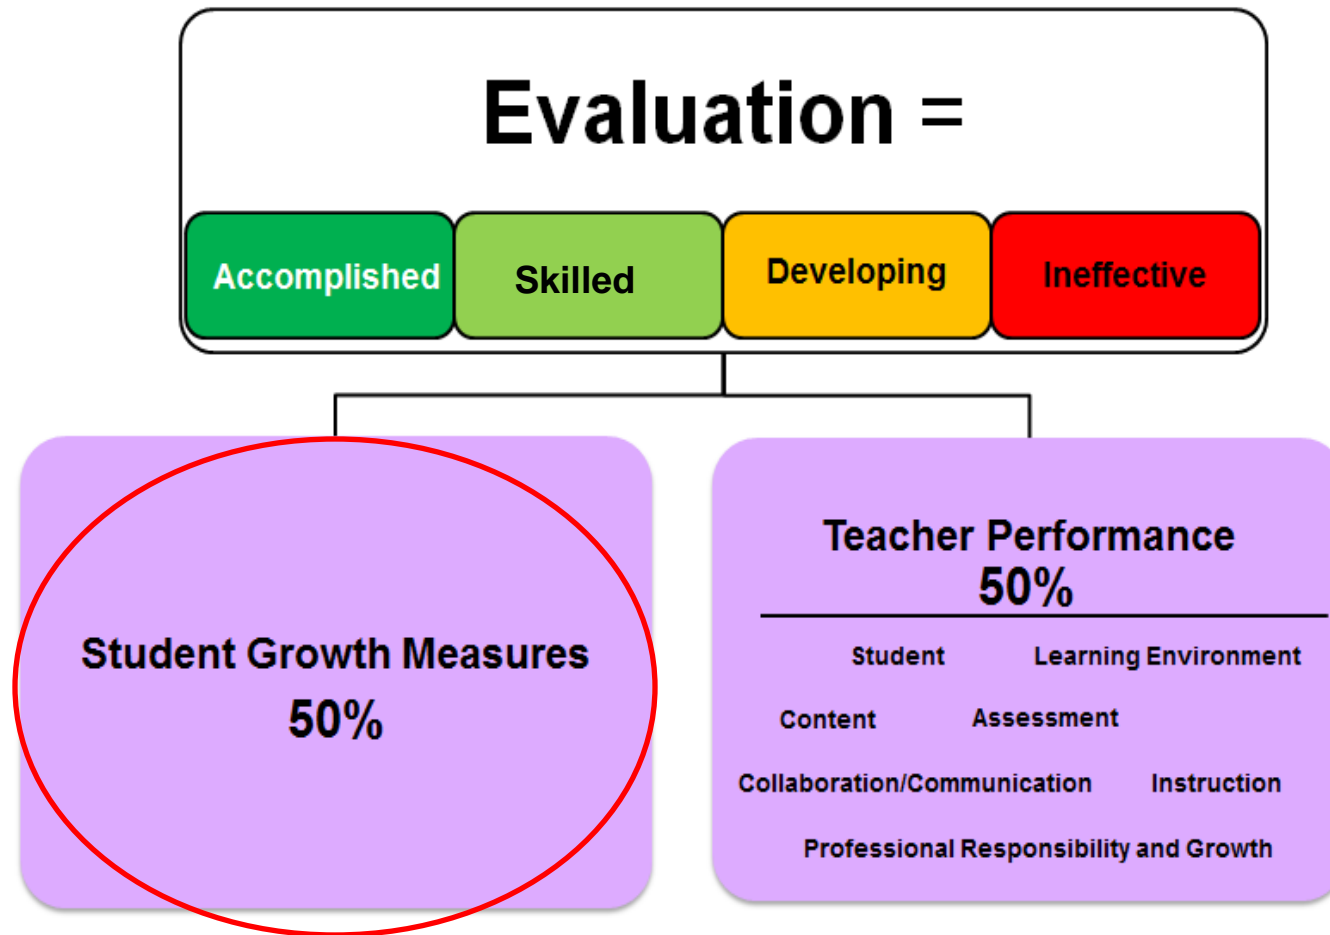 Evaluation =
Accomplished Skilled Developing Ineffective
Student Growth Measures
50%
Teacher Performance
50%
Student Learning Environment
Content Assessment
Collaboration/Communication Instruction
Professional Responsibility and Growth